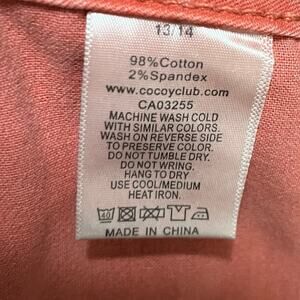 13/14
98%Cotton
2%Spandex
www.cocoyclub.com
CA03255
MACHINE WASH COLD
WITH SIMILAR COLORS.
WASH ON REVERSE SIDE
TO PRESERVE COLOR.
DO NOT TUMBLE DRY.
DO NOT WRING.
HANG TO DRY
USE COOL/MEDIUM
HEAT IRON.
40
MADE IN CHINA